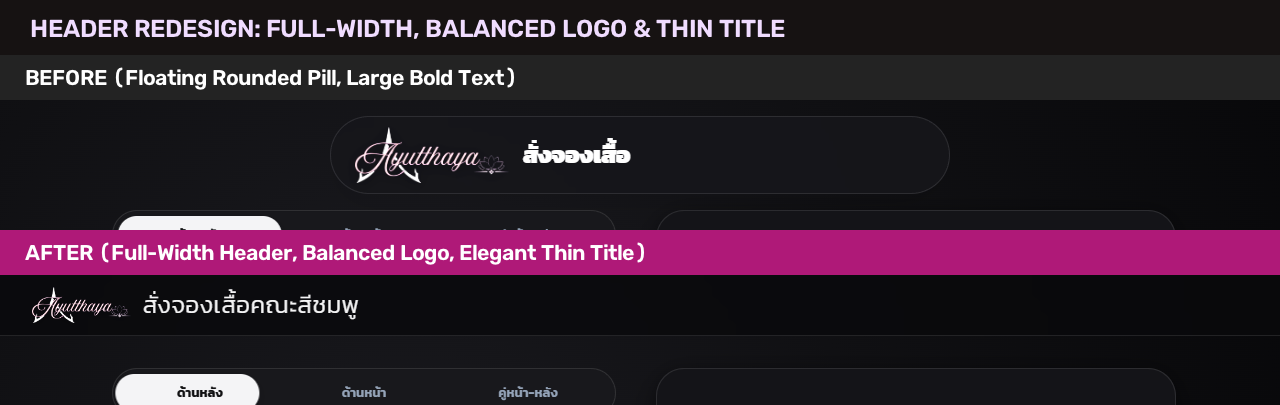 HEADER REDESIGN: FULL-WIDTH, BALANCED LOGO & THIN TITLE
BEFORE (Floating Rounded Pill, Large Bold Text)
Ayutthaya สั่งจองเสื้อ
AFTER (Full-Width Header, Balanced Logo, Elegant Thin Title)
Ayutthaya สั่งจองเสื้อคณะสีชมพู
ด้านหลัง ด้านหน้า คู่หน้า-หลัง